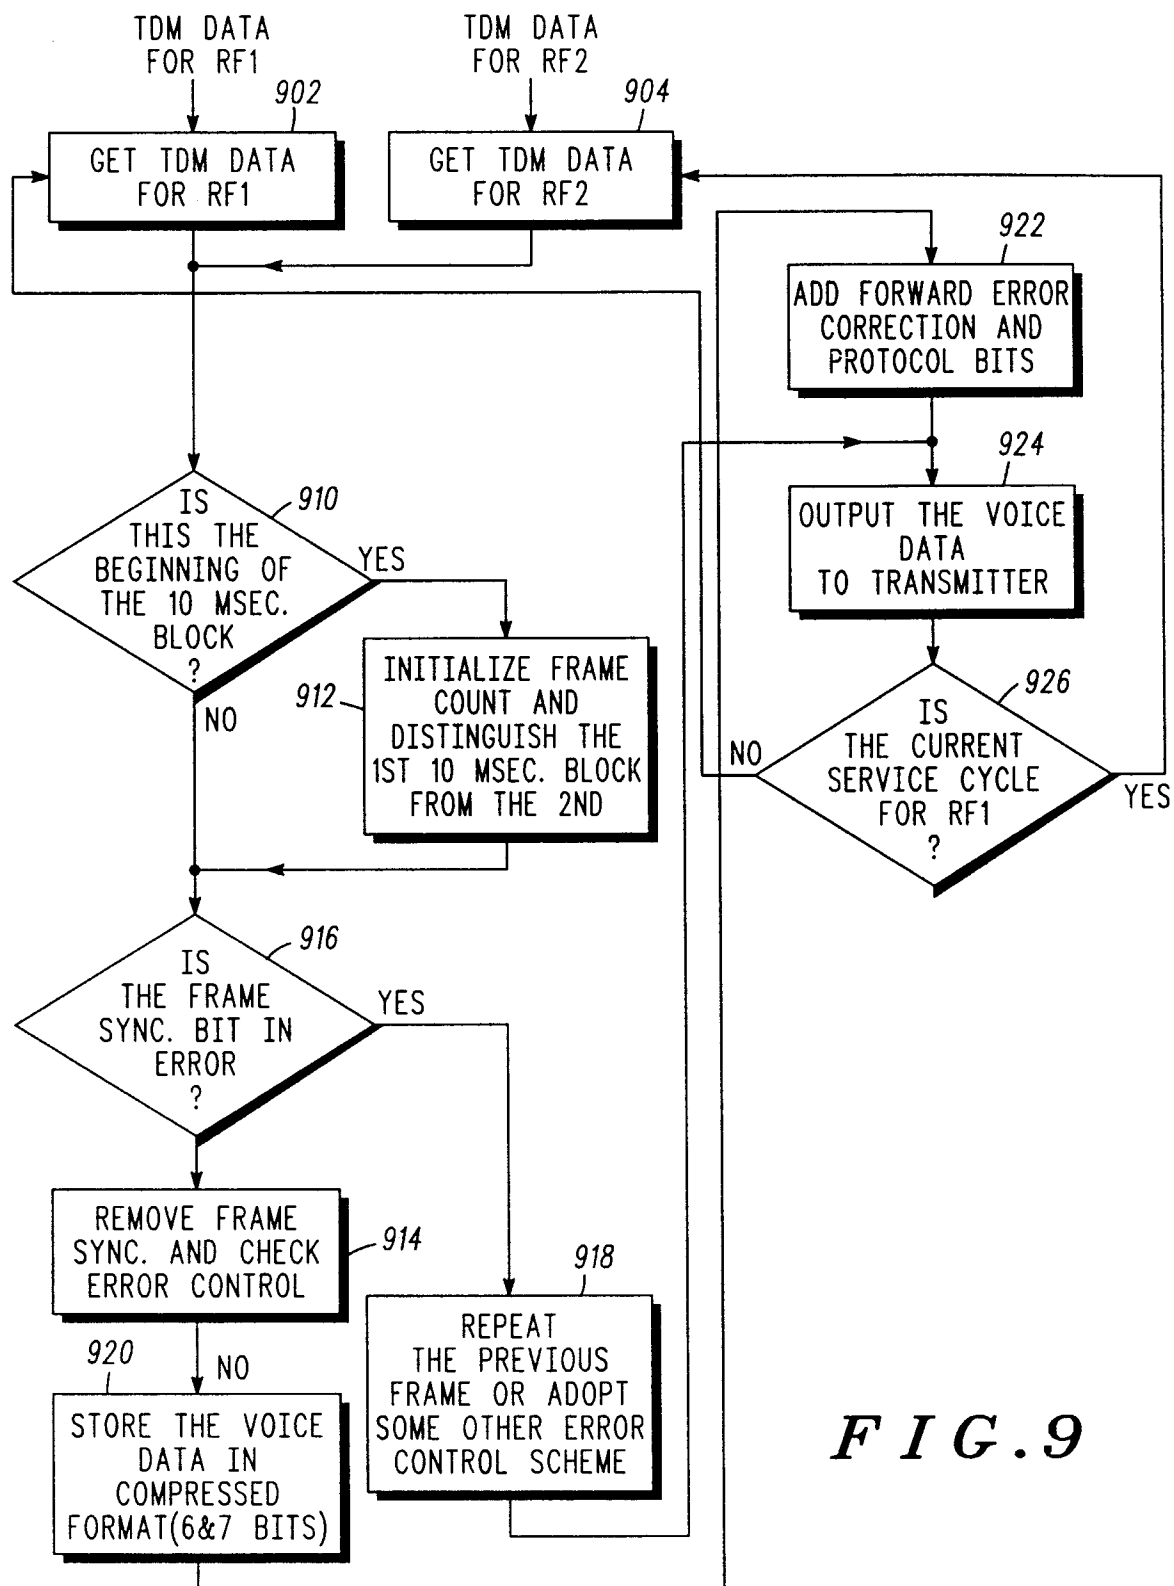 TDM DATA
FOR RF1
TDM DATA
FOR RF2
902
904
GET TDM DATA
FOR RF1
GET TDM DATA
FOR RF2
922
ADD FORWARD ERROR
CORRECTION AND
PROTOCOL BITS
924
OUTPUT THE VOICE
DATA
TO TRANSMITTER
910
IS
THIS THE
BEGINNING OF
THE 10 MSEC.
BLOCK
?
YES
NO
912
INITIALIZE FRAME
COUNT AND
DISTINGUISH THE
1ST 10 MSEC. BLOCK
FROM THE 2ND
926
IS
THE CURRENT
SERVICE CYCLE
FOR RF1
?
NO
YES
916
IS
THE FRAME
SYNC. BIT IN
ERROR
?
YES
REMOVE FRAME
SYNC. AND CHECK
ERROR CONTROL
914
918
REPEAT
THE PREVIOUS
FRAME OR ADOPT
SOME OTHER ERROR
CONTROL SCHEME
920
NO
STORE THE VOICE
DATA IN
COMPRESSED
FORMAT(6&7 BITS)
FIG.9